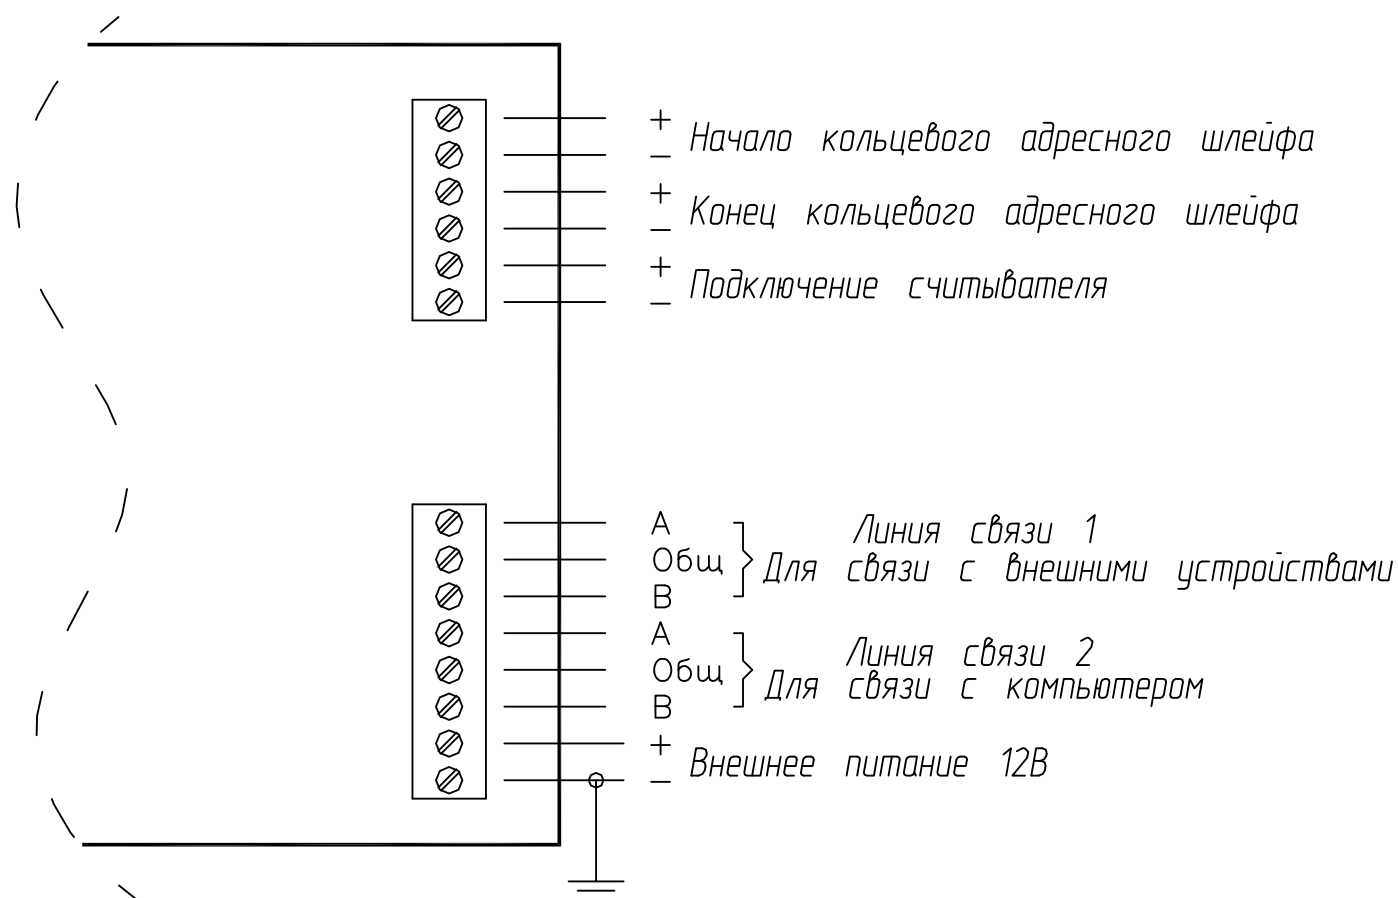 +
Начало кольцевого адресного шлейфа
−
+
Конец кольцевого адресного шлейфа
−
+
Подключение считывателя
−
А
Линия связи 1
Общ
Для связи с внешними устройствами
В
А
Линия связи 2
Общ
Для связи с компьютером
В
+
Внешнее питание 12В
−